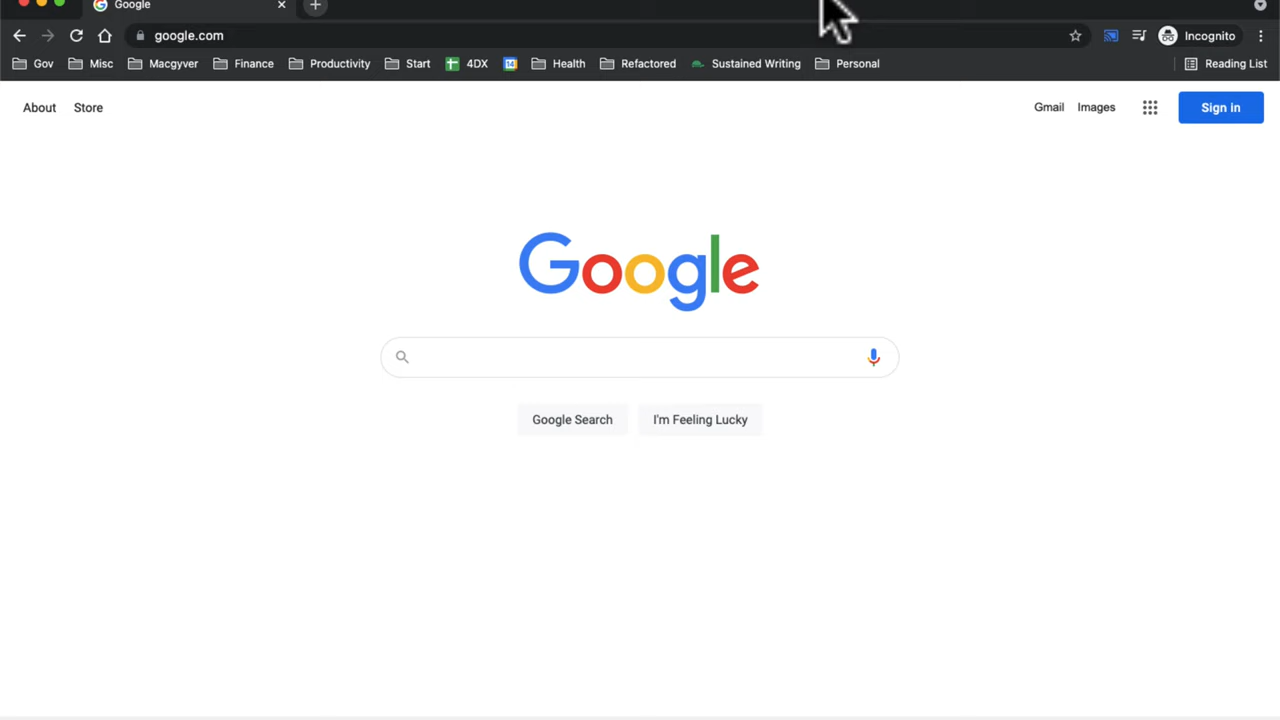 Google
google.com
Incognito
Gov Misc Macgyver Finance Productivity Start 4DX 14 Health Refactored Sustained Writing Personal Reading List
About Store Gmail Images Sign in
Google
Google Search I'm Feeling Lucky